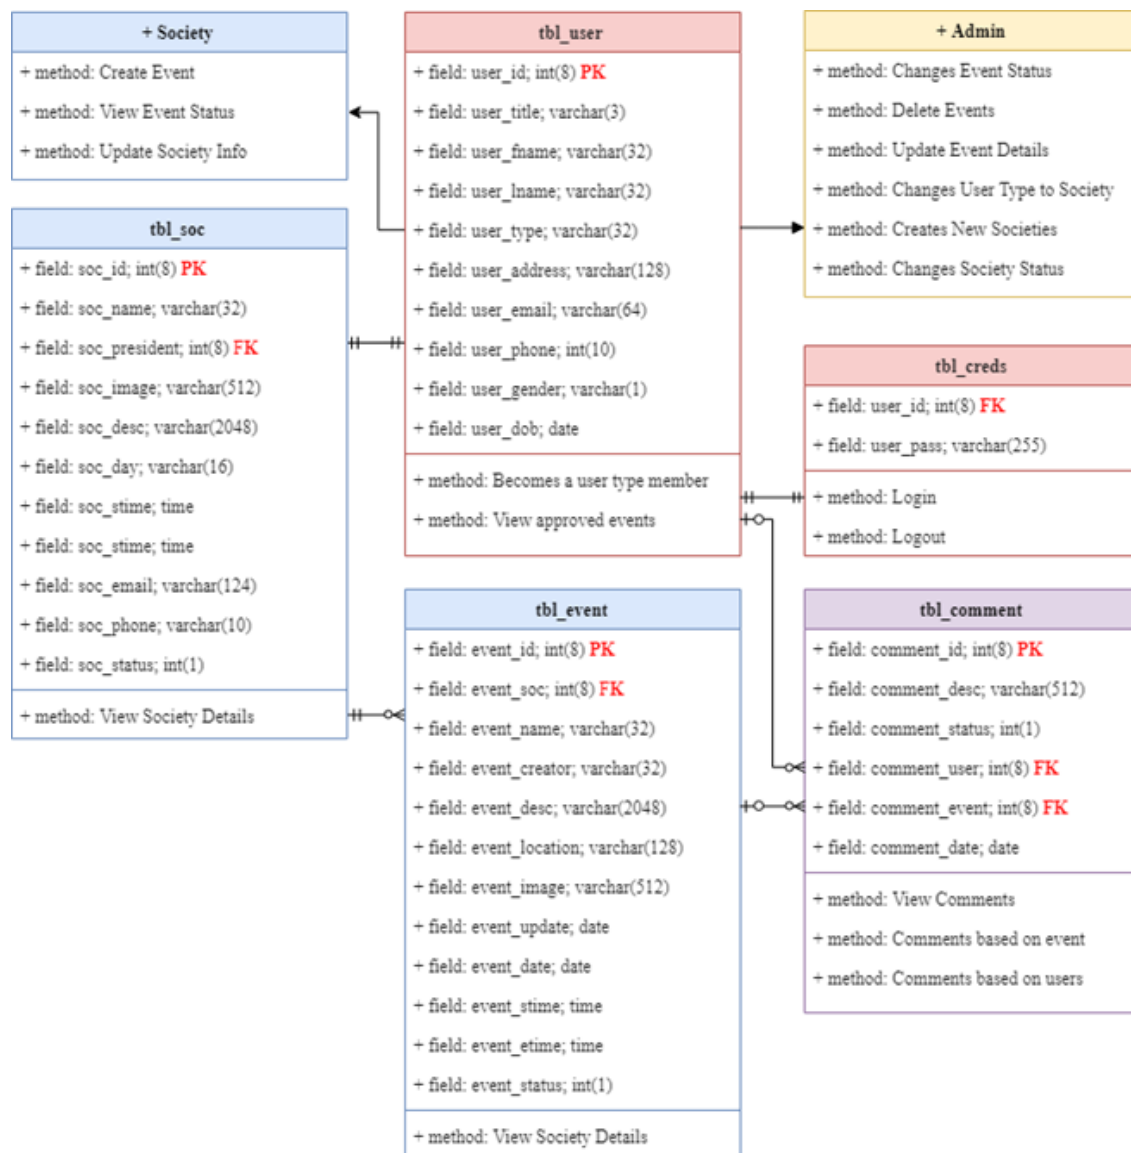 + Society
+ method: Create Event
+ method: View Event Status
+ method: Update Society Info
tbl_soc
+ field: soc_id; int(8) PK
+ field: soc_name; varchar(32)
+ field: soc_president; int(8) FK
+ field: soc_image; varchar(512)
+ field: soc_desc; varchar(2048)
+ field: soc_day; varchar(16)
+ field: soc_stime; time
+ field: soc_stime; time
+ field: soc_email; varchar(124)
+ field: soc_phone; varchar(10)
+ field: soc_status; int(1)
+ method: View Society Details
tbl_user
+ field: user_id; int(8) PK
+ field: user_title; varchar(3)
+ field: user_fname; varchar(32)
+ field: user_lname; varchar(32)
+ field: user_type; varchar(32)
+ field: user_address; varchar(128)
+ field: user_email; varchar(64)
+ field: user_phone; int(10)
+ field: user_gender; varchar(1)
+ field: user_dob; date
+ method: Becomes a user type member
+ method: View approved events
tbl_event
+ field: event_id; int(8) PK
+ field: event_soc; int(8) FK
+ field: event_name; varchar(32)
+ field: event_creator; varchar(32)
+ field: event_desc; varchar(2048)
+ field: event_location; varchar(128)
+ field: event_image; varchar(512)
+ field: event_update; date
+ field: event_date; date
+ field: event_stime; time
+ field: event_etime; time
+ field: event_status; int(1)
+ method: View Society Details
+ Admin
+ method: Changes Event Status
+ method: Delete Events
+ method: Update Event Details
+ method: Changes User Type to Society
+ method: Creates New Societies
+ method: Changes Society Status
tbl_creds
+ field: user_id; int(8) FK
+ field: user_pass; varchar(255)
+ method: Login
+ method: Logout
tbl_comment
+ field: comment_id; int(8) PK
+ field: comment_desc; varchar(512)
+ field: comment_status; int(1)
+ field: comment_user; int(8) FK
+ field: comment_event; int(8) FK
+ field: comment_date; date
+ method: View Comments
+ method: Comments based on event
+ method: Comments based on users